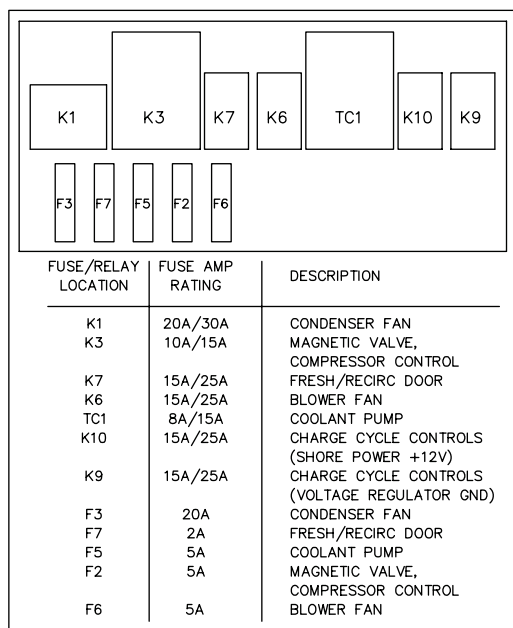 K1 K3 K7 K6 TC1 K10 K9
F3 F7 F5 F2 F6
FUSE/RELAY LOCATION FUSE AMP RATING DESCRIPTION
K1 20A/30A CONDENSER FAN
K3 10A/15A MAGNETIC VALVE,
COMPRESSOR CONTROL
K7 15A/25A FRESH/RECIRC DOOR
K6 15A/25A BLOWER FAN
TC1 8A/15A COOLANT PUMP
K10 15A/25A CHARGE CYCLE CONTROLS
(SHORE POWER +12V)
K9 15A/25A CHARGE CYCLE CONTROLS
(VOLTAGE REGULATOR GND)
F3 20A CONDENSER FAN
F7 2A FRESH/RECIRC DOOR
F5 5A COOLANT PUMP
F2 5A MAGNETIC VALVE,
COMPRESSOR CONTROL
F6 5A BLOWER FAN